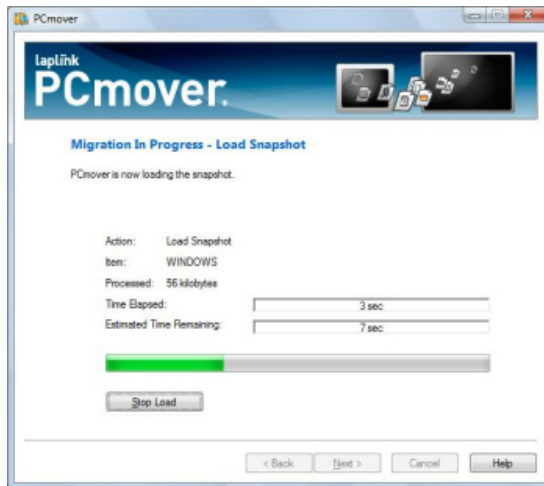 PCmover
laplink
PCmover.
Migration In Progress - Load Snapshot
PCmover is now loading the snapshot.
Action: Load Snapshot
Item: WINDOWS
Processed: 56 kilobytes
Time Elapsed: 3 sec
Estimated Time Remaining: 7 sec
Stop Load
< Back Next > Cancel Help